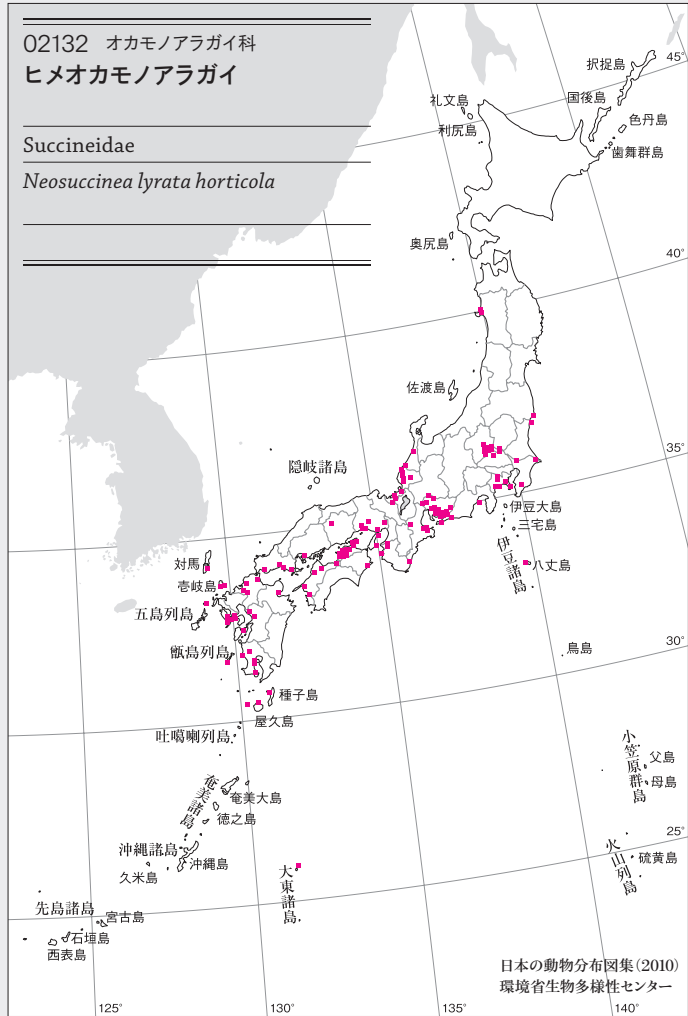 02132 オカモノアラガイ科
ヒメオカモノアラガイ
Succineidae
Neosuccinea lyrata horticola
択捉島
45°
礼文島
国後島
利尻島
色丹島
歯舞群島
奥尻島
40°
佐渡島
35°
隠岐諸島
伊豆大島
三宅島
伊豆諸島
八丈島
対馬
壱岐島
五島列島
甑島列島
鳥島
30°
種子島
屋久島
吐噶喇列島
小笠原群島
父島
母島
奄美諸島
奄美大島
徳之島
25°
沖縄諸島
沖縄島
久米島
火山列島
硫黄島
大東諸島
先島諸島
宮古島
石垣島
西表島
日本の動物分布図集(2010)
環境省生物多様性センター
125°
130°
135°
140°